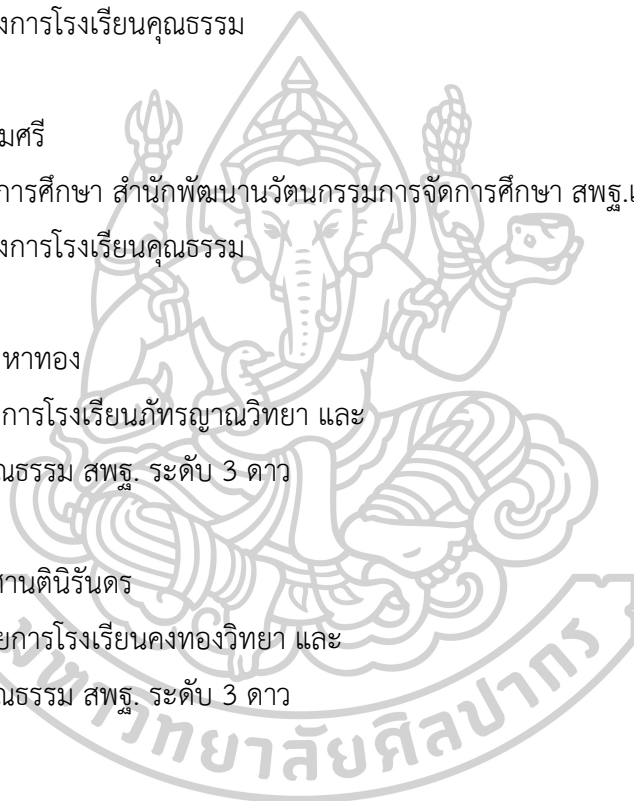 งการโรงเรียนคุณธรรม
มศรี
การศึกษา สำนักพัฒนานวัตนกรรมการจัดการศึกษา สพฐ.
งการโรงเรียนคุณธรรม
หาทอง
การโรงเรียนภัทรญาณวิทยา และ
ณธรรม สพฐ. ระดับ 3 ดาว
ศานตินิรันดร
ยการโรงเรียนคงทองวิทยา และ
ณธรรม สพฐ. ระดับ 3 ดาว
มหาวิทยาลัยศิลปากร